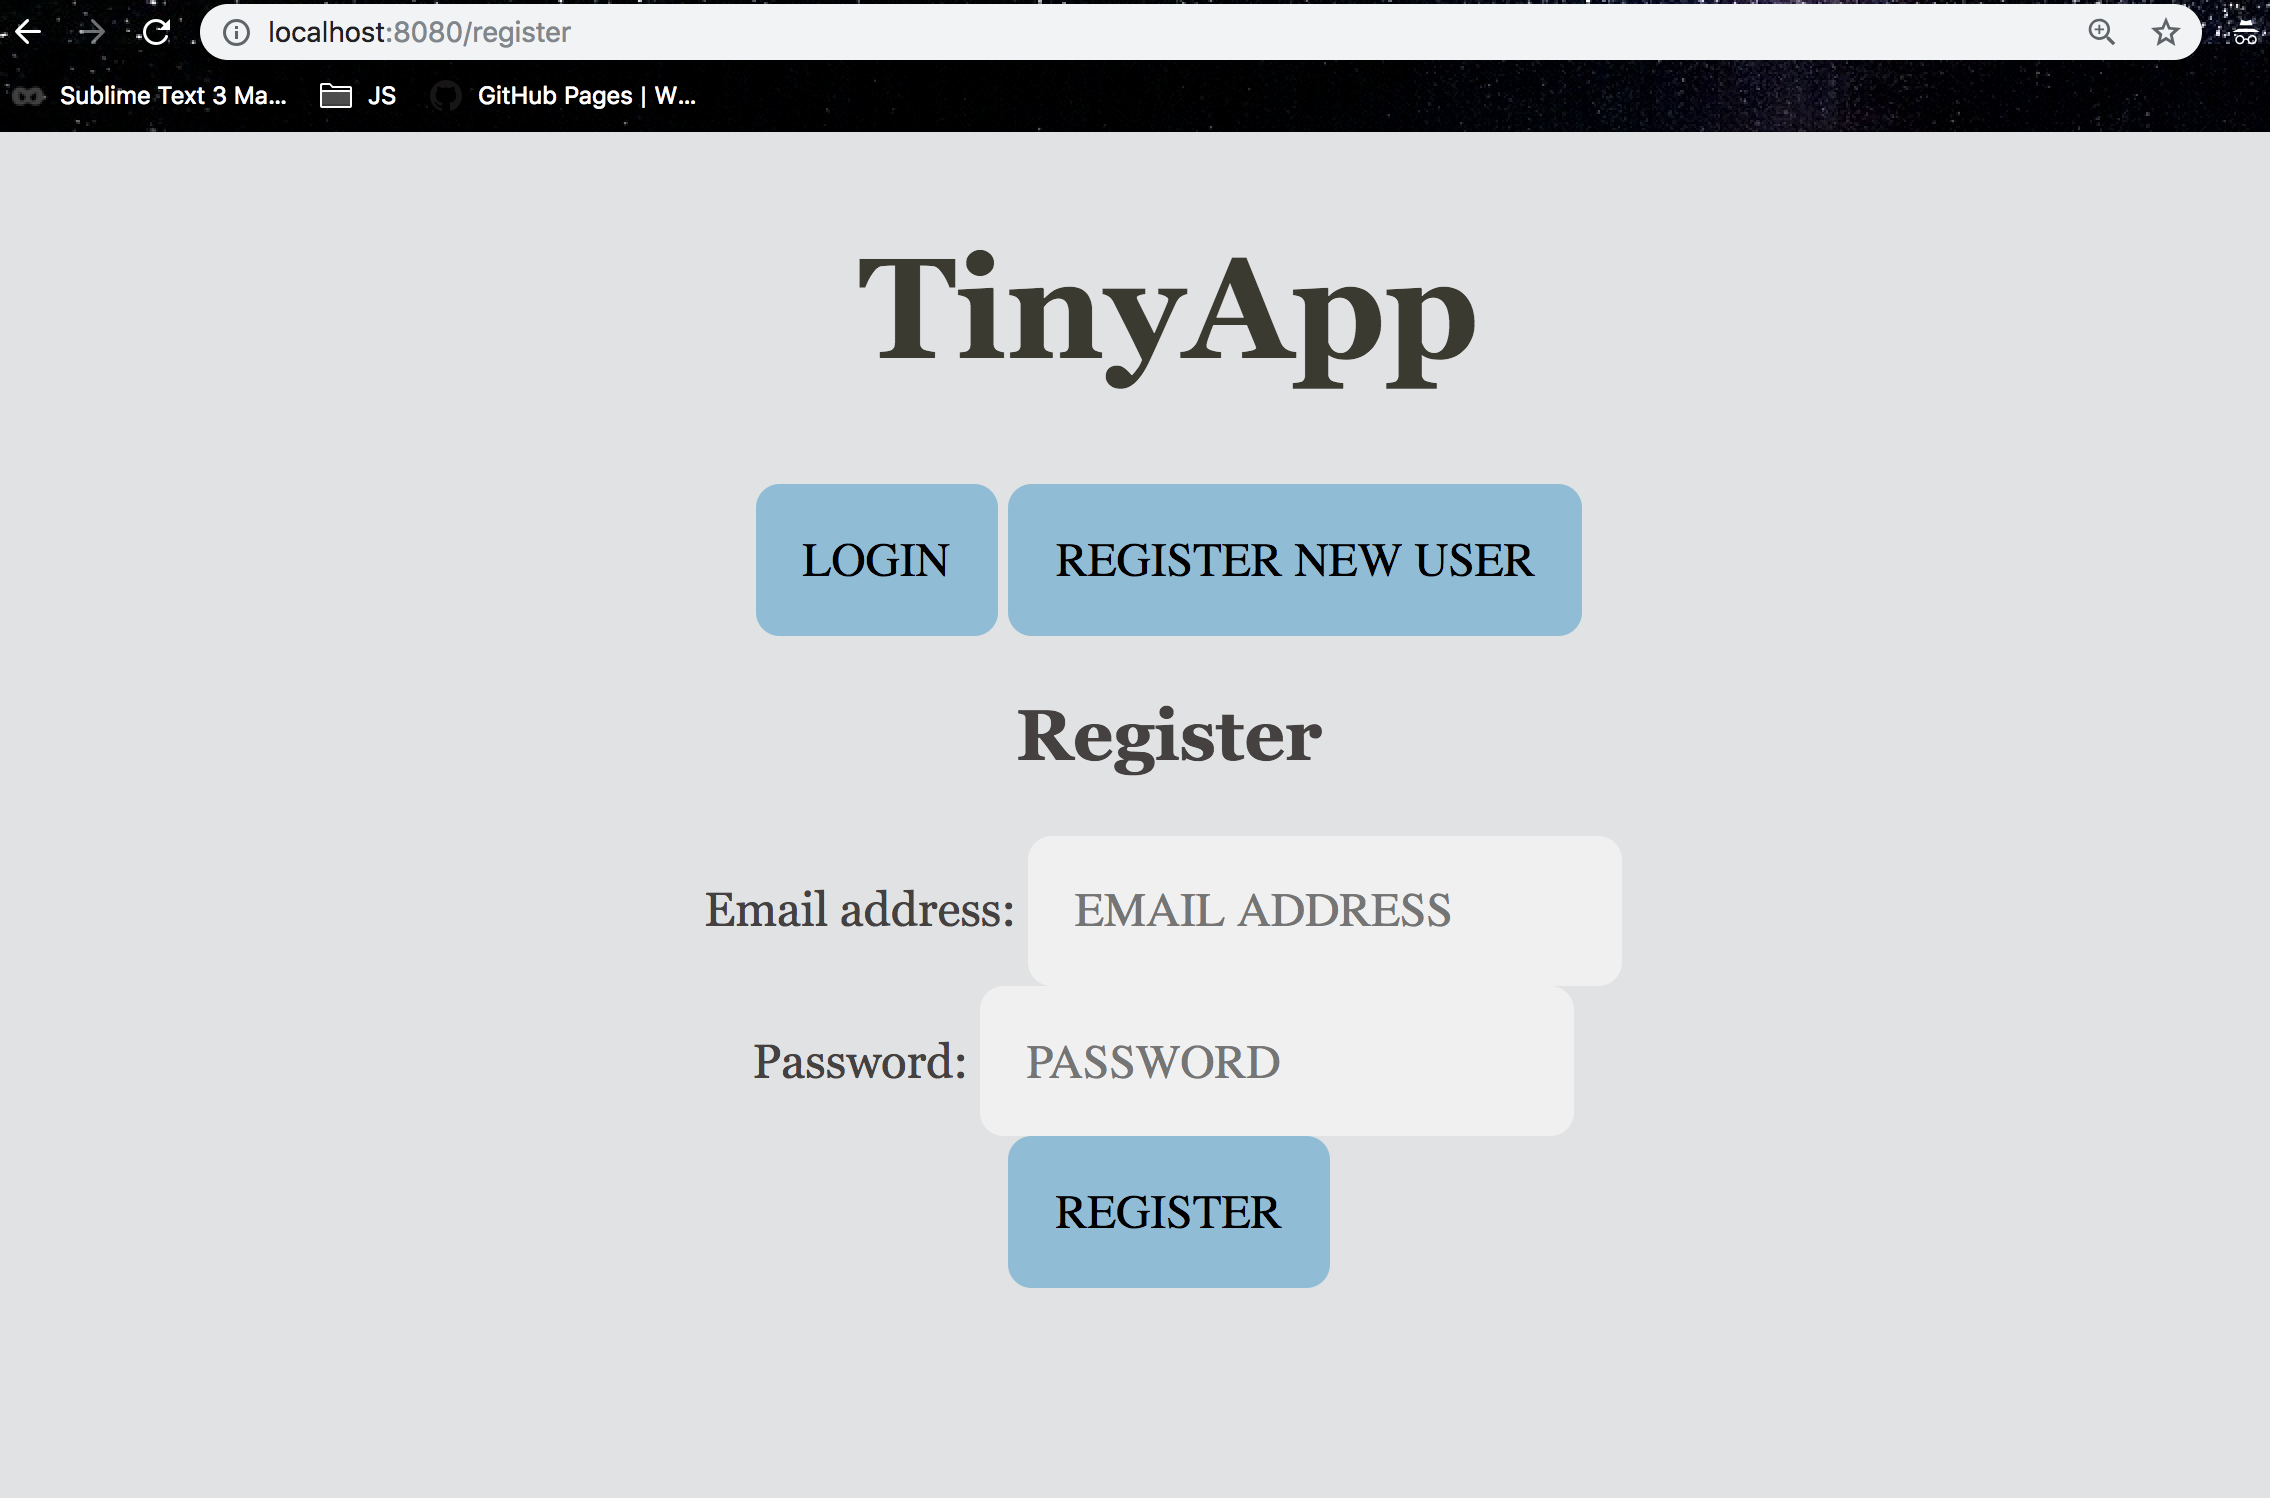 localhost:8080/register
Sublime Text 3 Ma... JS GitHub Pages | W...
TinyApp
LOGIN REGISTER NEW USER
Register
Email address: EMAIL ADDRESS
Password: PASSWORD
REGISTER